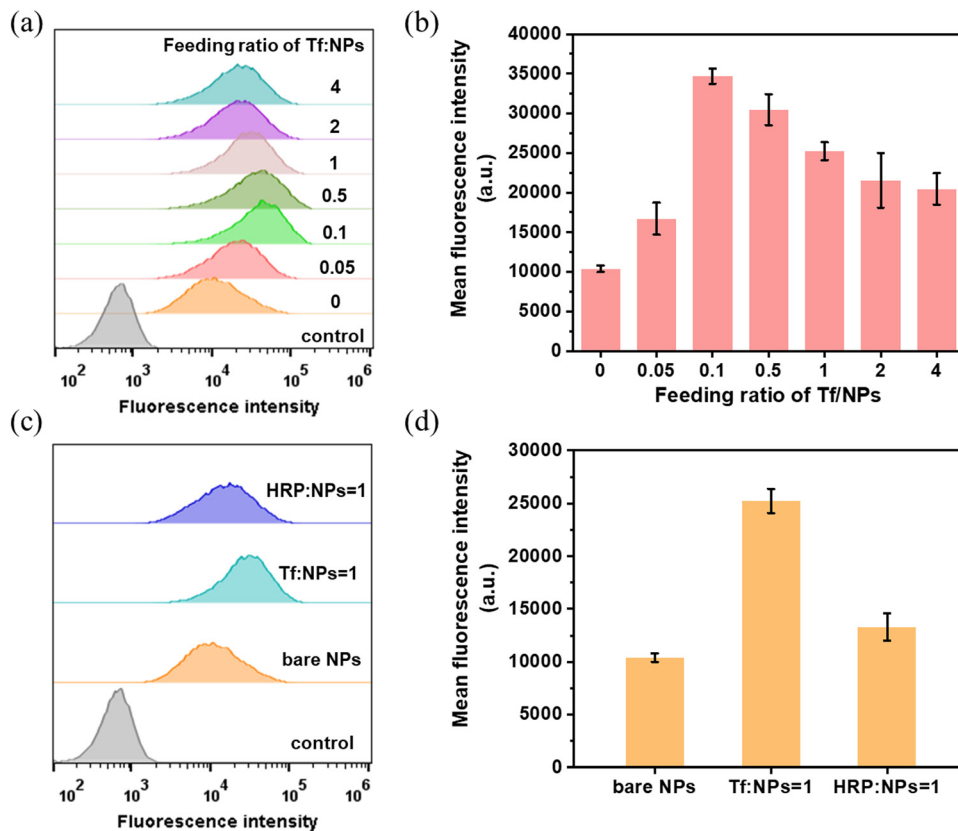 (a)
Feeding ratio of Tf:NPs
4
2
1
0.5
0.1
0.05
0
control
10^2 10^3 10^4 10^5 10^6
Fluorescence intensity
(b)
Mean fluorescence intensity
(a.u.)
40000
35000
30000
25000
20000
15000
10000
5000
0
0 0.05 0.1 0.5 1 2 4
Feeding ratio of Tf/NPs
(c)
HRP:NPs=1
Tf:NPs=1
bare NPs
control
10^2 10^3 10^4 10^5 10^6
Fluorescence intensity
(d)
Mean fluorescence intensity
(a.u.)
30000
25000
20000
15000
10000
5000
0
bare NPs Tf:NPs=1 HRP:NPs=1